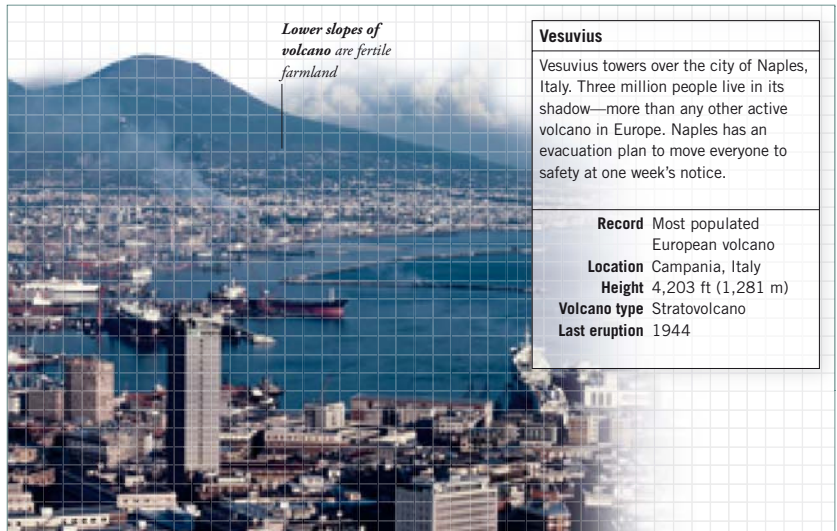 Lower slopes of
volcano are fertile
farmland
Vesuvius
Vesuvius towers over the city of Naples,
Italy. Three million people live in its
shadow—more than any other active
volcano in Europe. Naples has an
evacuation plan to move everyone to
safety at one week's notice.
Record Most populated
European volcano
Location Campania, Italy
Height 4,203 ft (1,281 m)
Volcano type Stratovolcano
Last eruption 1944